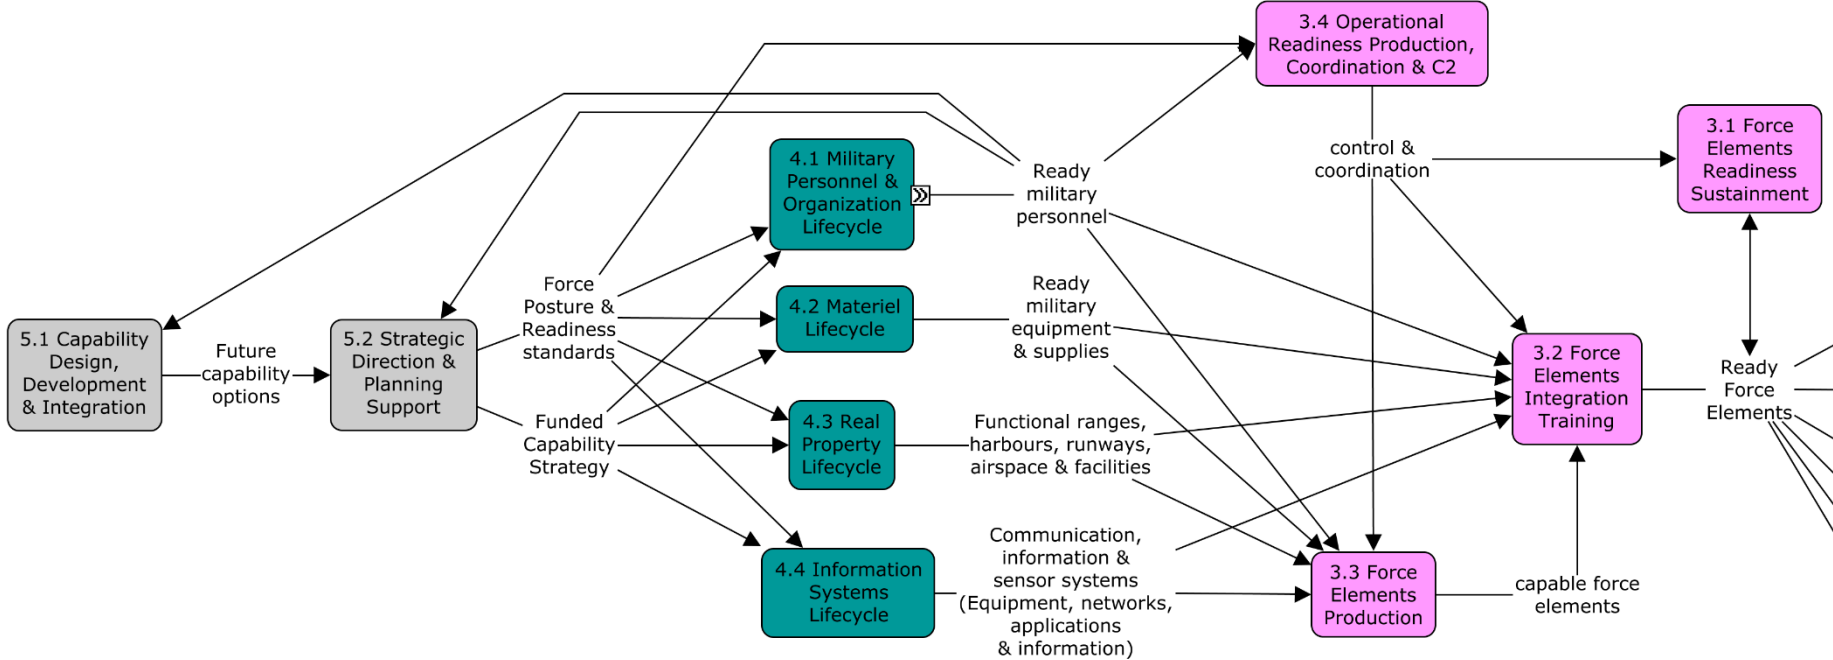 3.4 Operational
Readiness Production,
Coordination & C2
3.1 Force
Elements
Readiness
Sustainment
control &
coordination
4.1 Military
Personnel &
Organization
Lifecycle
Ready
military
personnel
Force
Posture &
Readiness
standards
4.2 Materiel
Lifecycle
Ready
military
equipment
& supplies
5.1 Capability
Design,
Development
& Integration
Future
capability
options
5.2 Strategic
Direction &
Planning
Support
3.2 Force
Elements
Integration
Training
Ready
Force
Elements
Funded
Capability
Strategy
4.3 Real
Property
Lifecycle
Functional ranges,
harbours, runways,
airspace & facilities
4.4 Information
Systems
Lifecycle
Communication,
information &
sensor systems
(Equipment, networks,
applications
& information)
3.3 Force
Elements
Production
capable force
elements